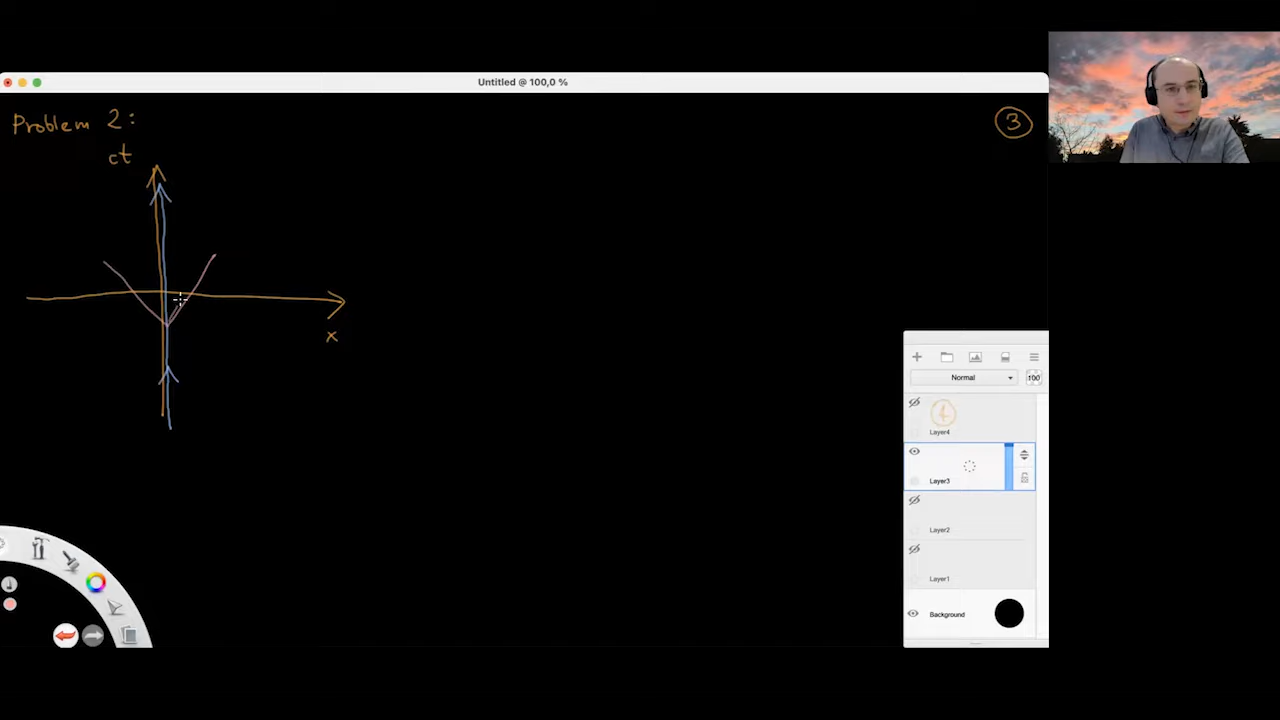 Untitled @ 100,0 %
Problem 2:
3
ct
x
Normal
100
Layer4
Layer3
Layer2
Layer1
Background